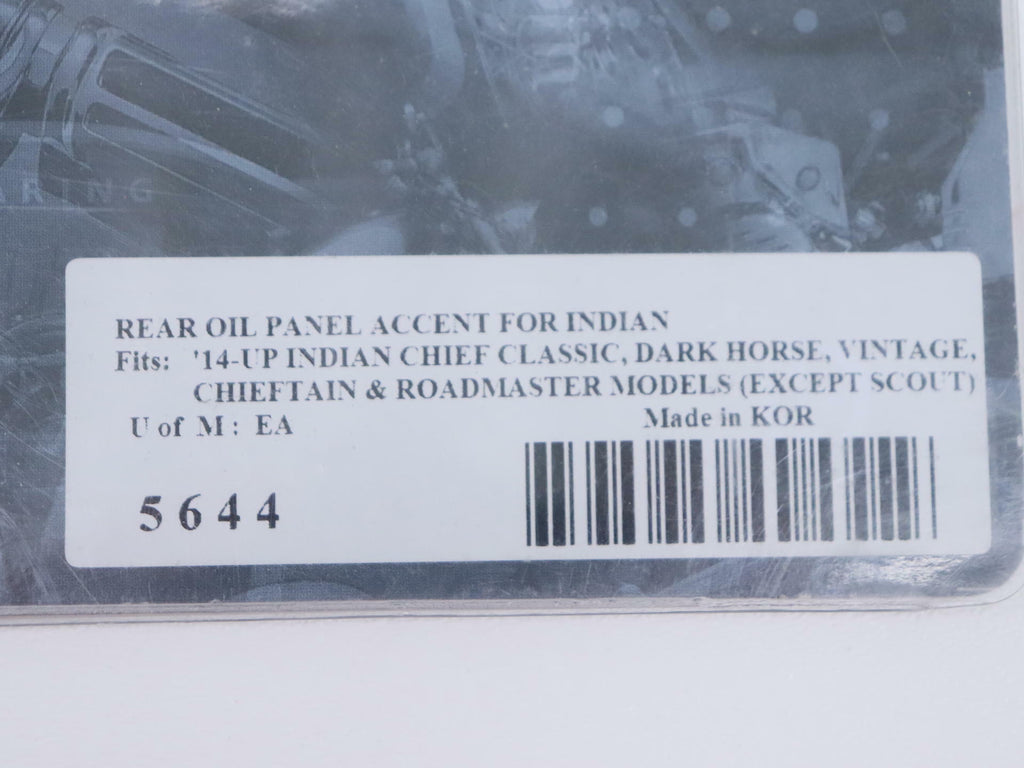 ARING
REAR OIL PANEL ACCENT FOR INDIAN
Fits: '14-UP INDIAN CHIEF CLASSIC, DARK HORSE, VINTAGE,
CHIEFTAIN & ROADMASTER MODELS (EXCEPT SCOUT)
U of M : EA
Made in KOR
5644